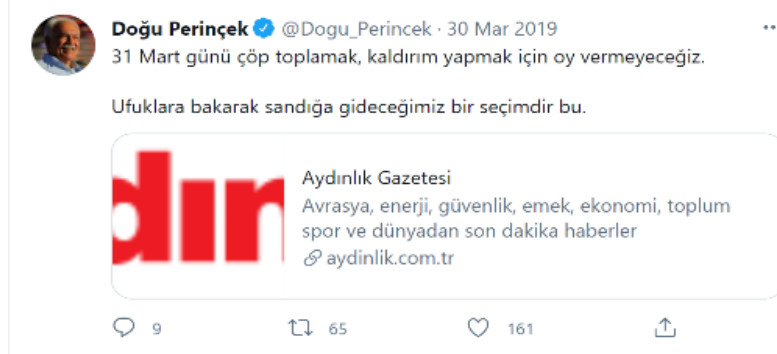 Doğu Perinçek @Dogu_Perincek · 30 Mar 2019
31 Mart günü çöp toplamak, kaldırım yapmak için oy vermeyeceğiz.
Ufuklara bakarak sandığa gideceğimiz bir seçimdir bu.
dın
Aydınlık Gazetesi
Avrasya, enerji, güvenlik, emek, ekonomi, toplum
spor ve dünyadan son dakika haberler
aydinlik.com.tr
9 65 161